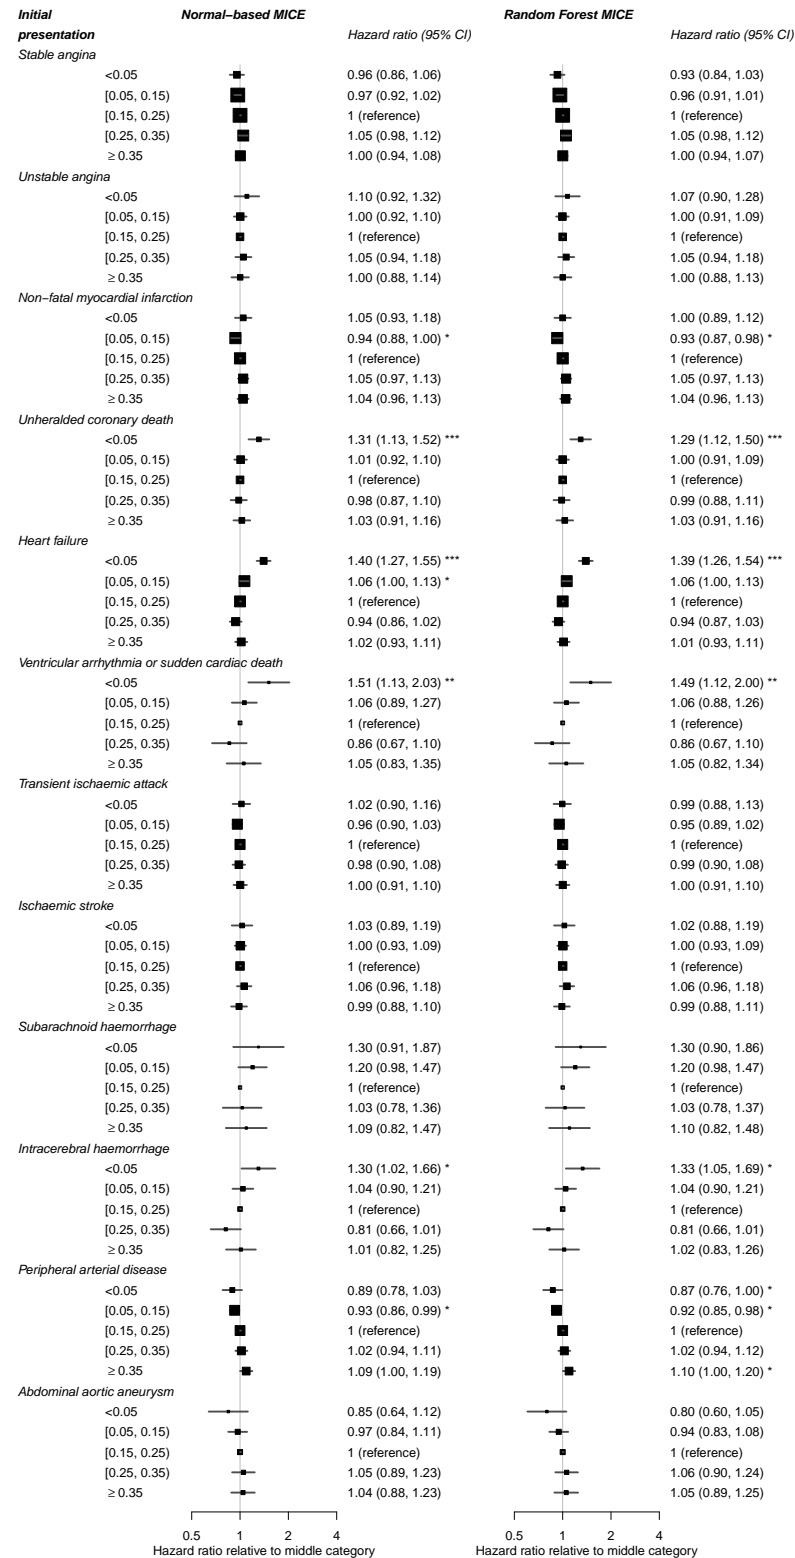 Initial Normal–based MICE Random Forest MICE
presentation Hazard ratio (95% CI) Hazard ratio (95% CI)
Stable angina
<0.05 0.96 (0.86, 1.06) 0.93 (0.84, 1.03)
[0.05, 0.15) 0.97 (0.92, 1.02) 0.96 (0.91, 1.01)
[0.15, 0.25) 1 (reference) 1 (reference)
[0.25, 0.35) 1.05 (0.98, 1.12) 1.05 (0.98, 1.12)
≥ 0.35 1.00 (0.94, 1.08) 1.00 (0.94, 1.07)
Unstable angina
<0.05 1.10 (0.92, 1.32) 1.07 (0.90, 1.28)
[0.05, 0.15) 1.00 (0.92, 1.10) 1.00 (0.91, 1.09)
[0.15, 0.25) 1 (reference) 1 (reference)
[0.25, 0.35) 1.05 (0.94, 1.18) 1.05 (0.94, 1.18)
≥ 0.35 1.00 (0.88, 1.14) 1.00 (0.88, 1.13)
Non–fatal myocardial infarction
<0.05 1.05 (0.93, 1.18) 1.00 (0.89, 1.12)
[0.05, 0.15) 0.94 (0.88, 1.00) * 0.93 (0.87, 0.98) *
[0.15, 0.25) 1 (reference) 1 (reference)
[0.25, 0.35) 1.05 (0.97, 1.13) 1.05 (0.97, 1.13)
≥ 0.35 1.04 (0.96, 1.13) 1.04 (0.96, 1.13)
Unheralded coronary death
<0.05 1.31 (1.13, 1.52) *** 1.29 (1.12, 1.50) ***
[0.05, 0.15) 1.01 (0.92, 1.10) 1.00 (0.91, 1.09)
[0.15, 0.25) 1 (reference) 1 (reference)
[0.25, 0.35) 0.98 (0.87, 1.10) 0.99 (0.88, 1.11)
≥ 0.35 1.03 (0.91, 1.16) 1.03 (0.91, 1.16)
Heart failure
<0.05 1.40 (1.27, 1.55) *** 1.39 (1.26, 1.54) ***
[0.05, 0.15) 1.06 (1.00, 1.13) * 1.06 (1.00, 1.13)
[0.15, 0.25) 1 (reference) 1 (reference)
[0.25, 0.35) 0.94 (0.86, 1.02) 0.94 (0.87, 1.03)
≥ 0.35 1.02 (0.93, 1.11) 1.01 (0.93, 1.11)
Ventricular arrhythmia or sudden cardiac death
<0.05 1.51 (1.13, 2.03) ** 1.49 (1.12, 2.00) **
[0.05, 0.15) 1.06 (0.89, 1.27) 1.06 (0.88, 1.26)
[0.15, 0.25) 1 (reference) 1 (reference)
[0.25, 0.35) 0.86 (0.67, 1.10) 0.86 (0.67, 1.10)
≥ 0.35 1.05 (0.83, 1.35) 1.05 (0.82, 1.34)
Transient ischaemic attack
<0.05 1.02 (0.90, 1.16) 0.99 (0.88, 1.13)
[0.05, 0.15) 0.96 (0.90, 1.03) 0.95 (0.89, 1.02)
[0.15, 0.25) 1 (reference) 1 (reference)
[0.25, 0.35) 0.98 (0.90, 1.08) 0.99 (0.90, 1.08)
≥ 0.35 1.00 (0.91, 1.10) 1.00 (0.91, 1.10)
Ischaemic stroke
<0.05 1.03 (0.89, 1.19) 1.02 (0.88, 1.19)
[0.05, 0.15) 1.00 (0.93, 1.09) 1.00 (0.93, 1.09)
[0.15, 0.25) 1 (reference) 1 (reference)
[0.25, 0.35) 1.06 (0.96, 1.18) 1.06 (0.96, 1.18)
≥ 0.35 0.99 (0.88, 1.10) 0.99 (0.88, 1.11)
Subarachnoid haemorrhage
<0.05 1.30 (0.91, 1.87) 1.30 (0.90, 1.86)
[0.05, 0.15) 1.20 (0.98, 1.47) 1.20 (0.98, 1.47)
[0.15, 0.25) 1 (reference) 1 (reference)
[0.25, 0.35) 1.03 (0.78, 1.36) 1.03 (0.78, 1.37)
≥ 0.35 1.09 (0.82, 1.47) 1.10 (0.82, 1.48)
Intracerebral haemorrhage
<0.05 1.30 (1.02, 1.66) * 1.33 (1.05, 1.69) *
[0.05, 0.15) 1.04 (0.90, 1.21) 1.04 (0.90, 1.21)
[0.15, 0.25) 1 (reference) 1 (reference)
[0.25, 0.35) 0.81 (0.66, 1.01) 0.81 (0.66, 1.01)
≥ 0.35 1.01 (0.82, 1.25) 1.02 (0.83, 1.26)
Peripheral arterial disease
<0.05 0.89 (0.78, 1.03) 0.87 (0.76, 1.00) *
[0.05, 0.15) 0.93 (0.86, 0.99) * 0.92 (0.85, 0.98) *
[0.15, 0.25) 1 (reference) 1 (reference)
[0.25, 0.35) 1.02 (0.94, 1.11) 1.02 (0.94, 1.12)
≥ 0.35 1.09 (1.00, 1.19) 1.10 (1.00, 1.20) *
Abdominal aortic aneurysm
<0.05 0.85 (0.64, 1.12) 0.80 (0.60, 1.05)
[0.05, 0.15) 0.97 (0.84, 1.11) 0.94 (0.83, 1.08)
[0.15, 0.25) 1 (reference) 1 (reference)
[0.25, 0.35) 1.05 (0.89, 1.23) 1.06 (0.90, 1.24)
≥ 0.35 1.04 (0.88, 1.23) 1.05 (0.89, 1.25)
0.5 1 2 4 0.5 1 2 4
Hazard ratio relative to middle category Hazard ratio relative to middle category